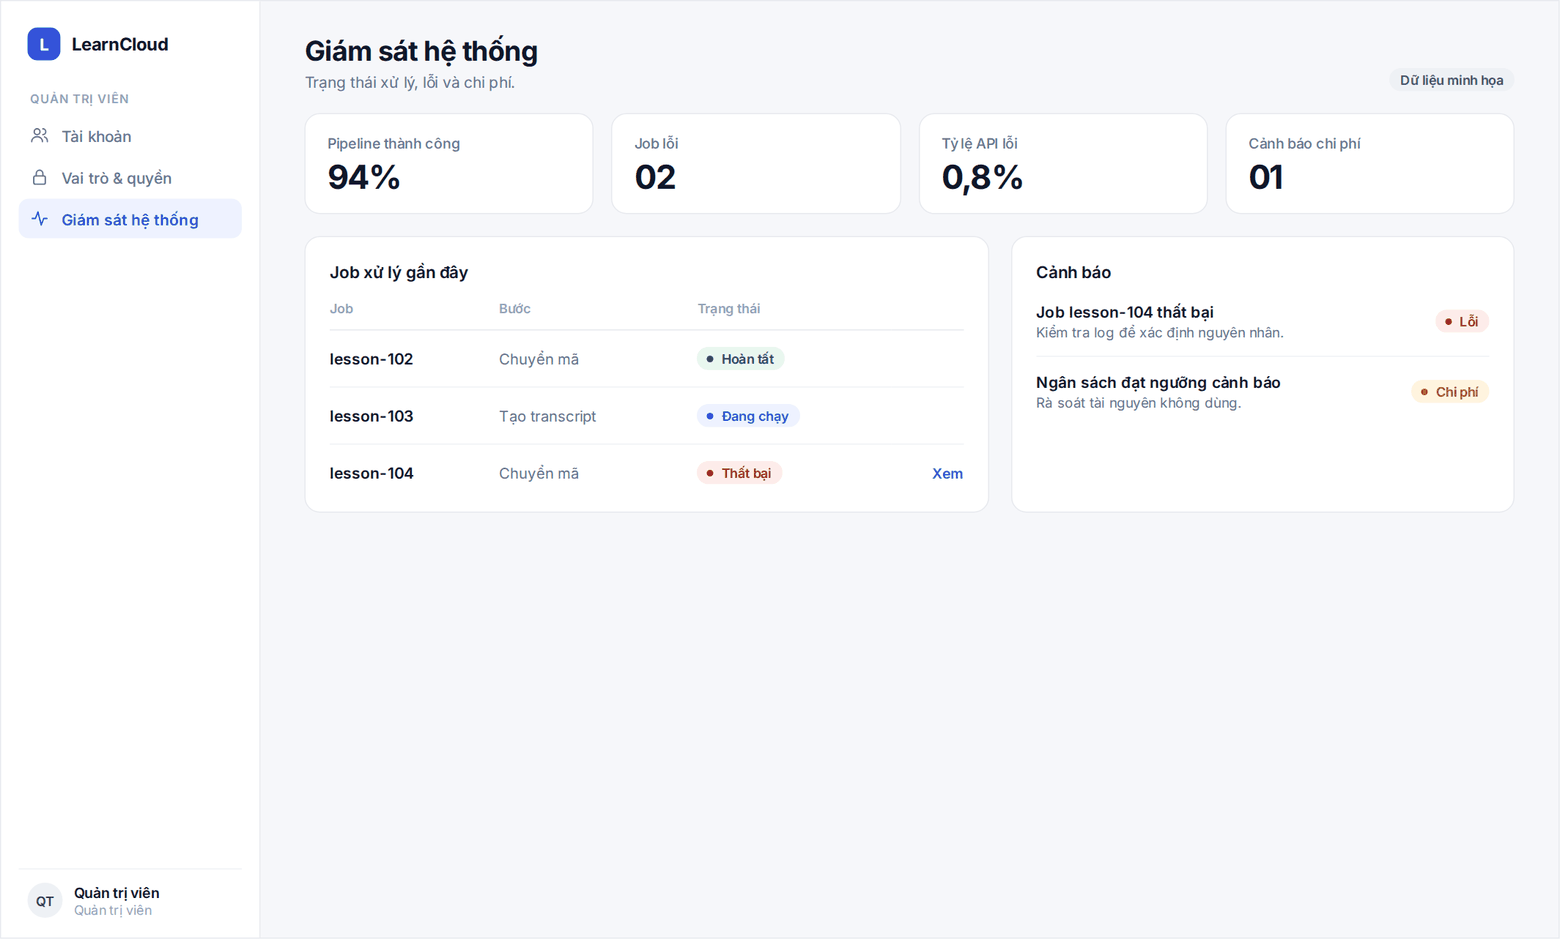 L LearnCloud
QUẢN TRỊ VIÊN
Tài khoản
Vai trò & quyền
Giám sát hệ thống
QT
Quản trị viên
Quản trị viên
Giám sát hệ thống
Trạng thái xử lý, lỗi và chi phí.
Dữ liệu minh họa
Pipeline thành công
94%
Job lỗi
02
Tỷ lệ API lỗi
0,8%
Cảnh báo chi phí
01
Job xử lý gần đây
Job Bước Trạng thái
lesson-102 Chuyển mã Hoàn tất
lesson-103 Tạo transcript Đang chạy
lesson-104 Chuyển mã Thất bại Xem
Cảnh báo
Job lesson-104 thất bại
Kiểm tra log để xác định nguyên nhân.
Lỗi
Ngân sách đạt ngưỡng cảnh báo
Rà soát tài nguyên không dùng.
Chi phí